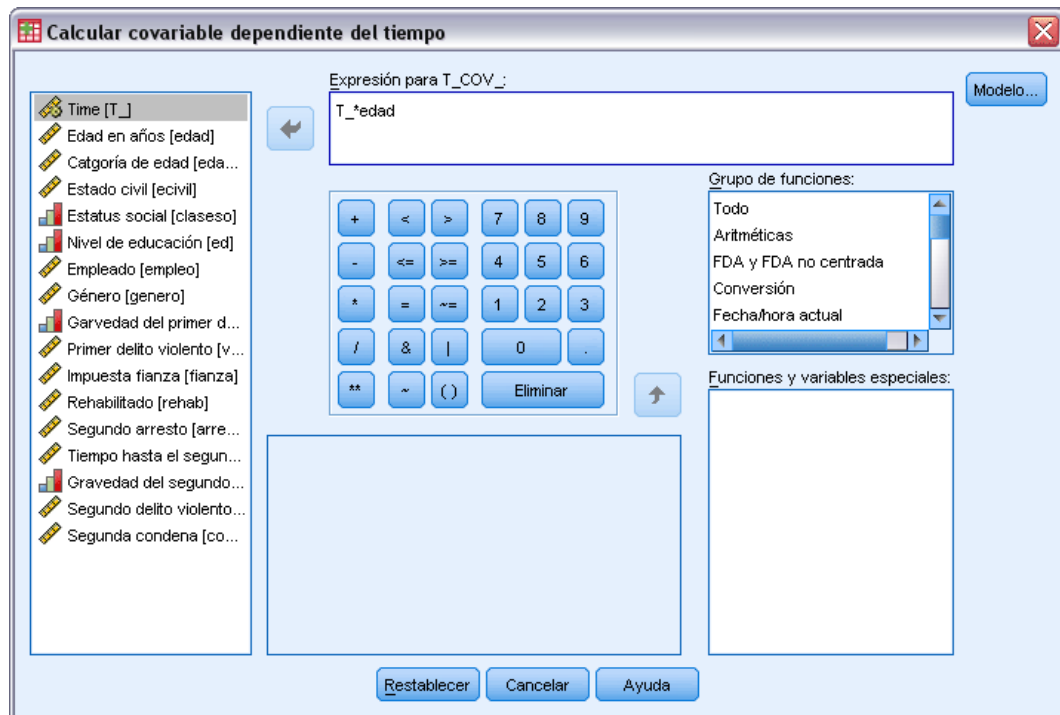 Calcular covariable dependiente del tiempo
Time [T_]
Edad en años [edad]
Catgoría de edad [eda...
Estado civil [ecivil]
Estatus social [claseso]
Nivel de educación [ed]
Empleado [empleo]
Género [genero]
Garvedad del primer d...
Primer delito violento [v...
Impuesta fianza [fianza]
Rehabilitado [rehab]
Segundo arresto [arre...
Tiempo hasta el segun...
Gravedad del segundo...
Segundo delito violento...
Segunda condena [co...
Expresión para T_COV_:
T_*edad
Modelo...
+ < > 7 8 9
- <= >= 4 5 6
* = ~= 1 2 3
/ & | 0 .
** ~ ( ) Eliminar
Grupo de funciones:
Todo
Aritméticas
FDA y FDA no centrada
Conversión
Fecha/hora actual
Funciones y variables especiales:
Restablecer Cancelar Ayuda